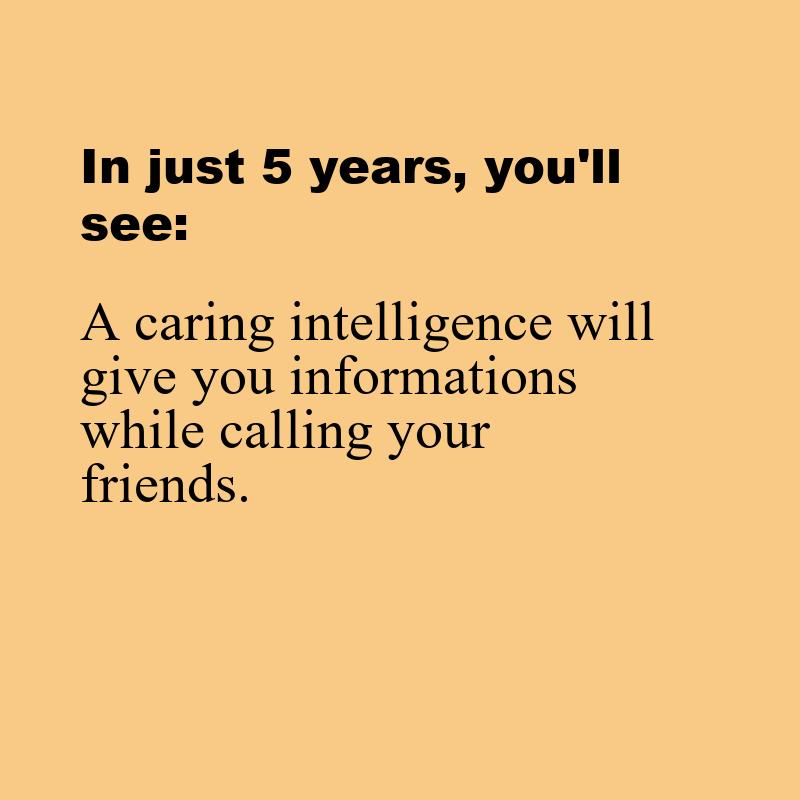 In just 5 years, you'll
see:
A caring intelligence will
give you informations
while calling your
friends.